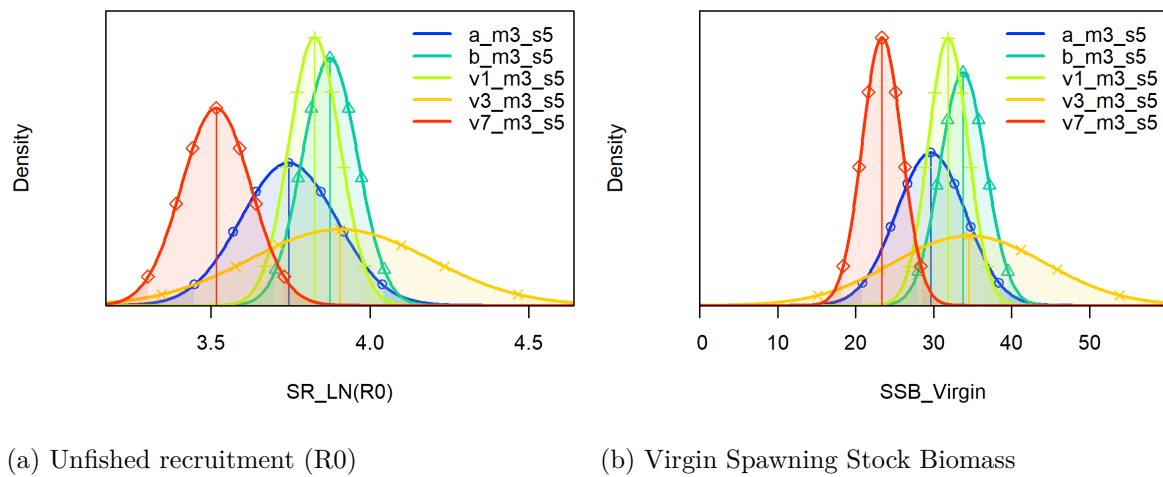 a_m3_s5
b_m3_s5
v1_m3_s5
v3_m3_s5
v7_m3_s5
Density
3.5 4.0 4.5
SR_LN(R0)
a_m3_s5
b_m3_s5
v1_m3_s5
v3_m3_s5
v7_m3_s5
Density
0 10 20 30 40 50
SSB_Virgin
(a) Unfished recruitment (R0)
(b) Virgin Spawning Stock Biomass